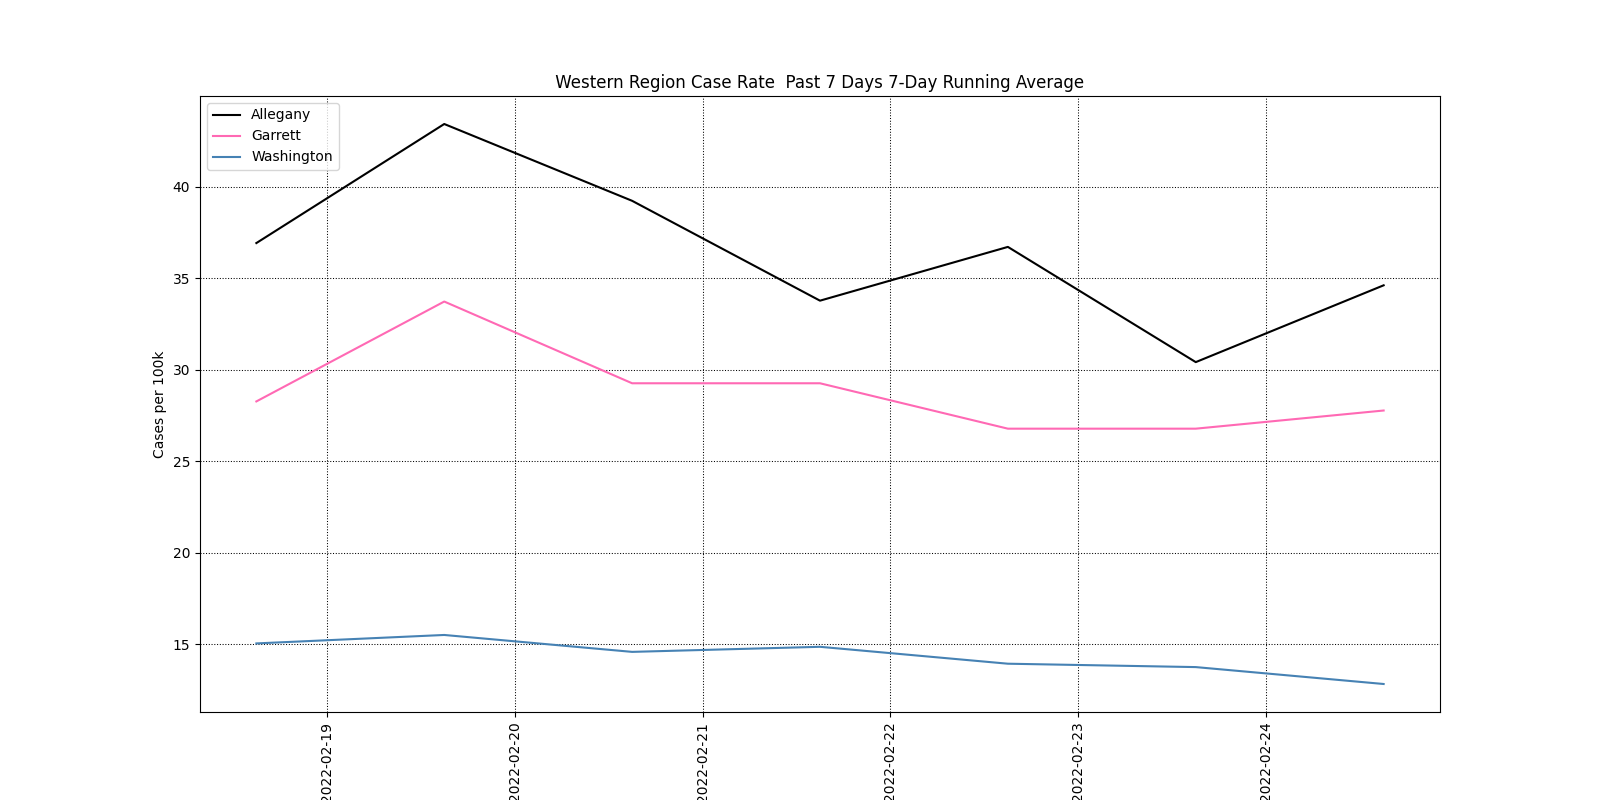 Western Region Case Rate  Past 7 Days 7-Day Running Average
Allegany
Garrett
Washington
Cases per 100k
40
35
30
25
20
15
2022-02-19
2022-02-20
2022-02-21
2022-02-22
2022-02-23
2022-02-24